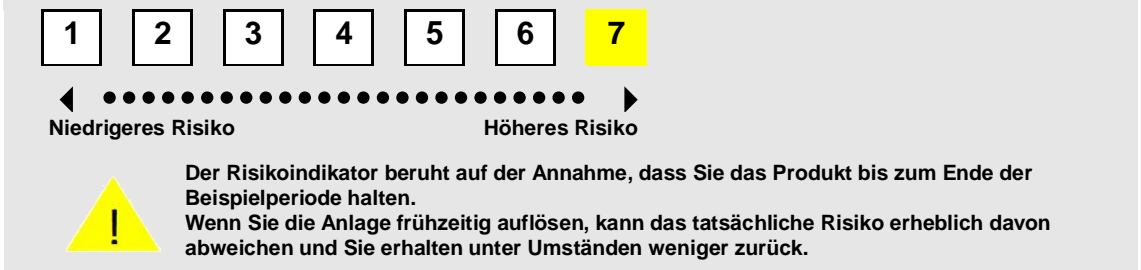 1 2 3 4 5 6 7
Niedrigeres Risiko Höheres Risiko
Der Risikoindikator beruht auf der Annahme, dass Sie das Produkt bis zum Ende der
Beispielperiode halten.
Wenn Sie die Anlage frühzeitig auflösen, kann das tatsächliche Risiko erheblich davon
abweichen und Sie erhalten unter Umständen weniger zurück.
!